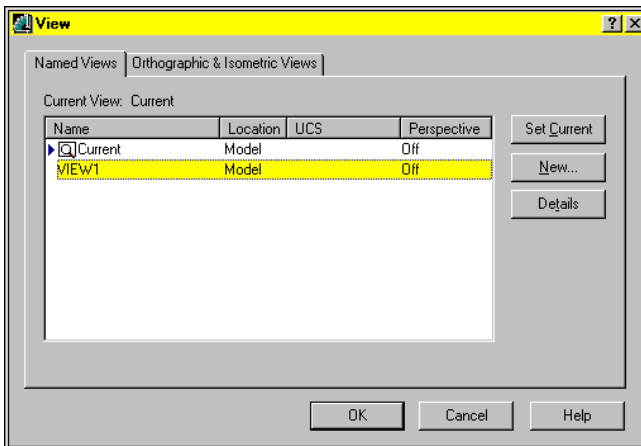 View
Named Views Orthographic & Isometric Views
Current View: Current
Name Location UCS Perspective
Current Model Off
VIEW1 Model Off
Set Current
New...
Details
OK Cancel Help